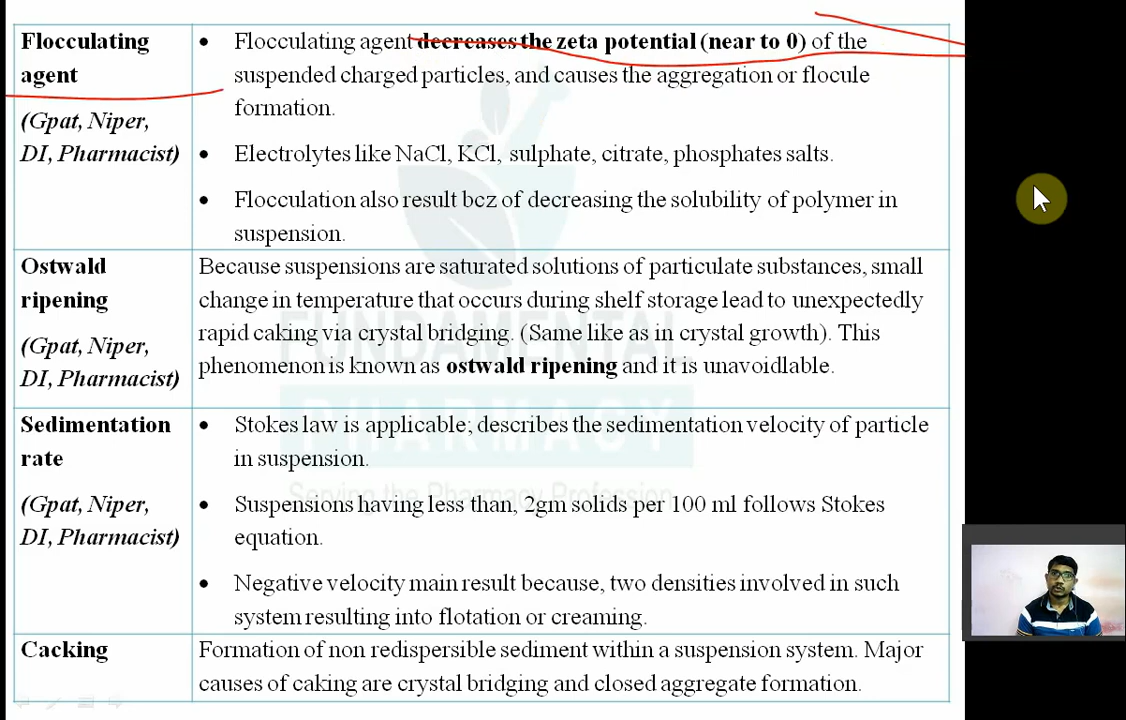 Flocculating agent
(Gpat, Niper, DI, Pharmacist)
• Flocculating agent decreases the zeta potential (near to 0) of the
suspended charged particles, and causes the aggregation or flocule
formation.
• Electrolytes like NaCl, KCl, sulphate, citrate, phosphates salts.
• Flocculation also result bcz of decreasing the solubility of polymer in
suspension.
Ostwald ripening
(Gpat, Niper, DI, Pharmacist)
Because suspensions are saturated solutions of particulate substances, small
change in temperature that occurs during shelf storage lead to unexpectedly
rapid caking via crystal bridging. (Same like as in crystal growth). This
phenomenon is known as ostwald ripening and it is unavoidlable.
Sedimentation rate
(Gpat, Niper, DI, Pharmacist)
• Stokes law is applicable; describes the sedimentation velocity of particle
in suspension.
• Suspensions having less than, 2gm solids per 100 ml follows Stokes
equation.
• Negative velocity main result because, two densities involved in such
system resulting into flotation or creaming.
Cacking
Formation of non redispersible sediment within a suspension system. Major
causes of caking are crystal bridging and closed aggregate formation.
FUNDAMENTAL
PHARMACY
Serving the Pharmacy Profession